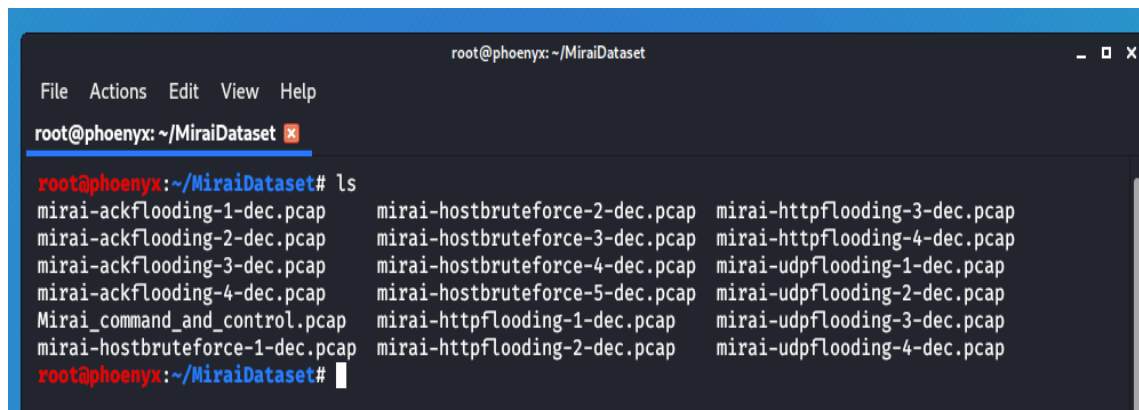 root@phoenyx: ~/MiraiDataset
File Actions Edit View Help
root@phoenyx: ~/MiraiDataset
root@phoenyx:~/MiraiDataset# ls
mirai-ackflooding-1-dec.pcap mirai-hostbruteforce-2-dec.pcap mirai-httpflooding-3-dec.pcap
mirai-ackflooding-2-dec.pcap mirai-hostbruteforce-3-dec.pcap mirai-httpflooding-4-dec.pcap
mirai-ackflooding-3-dec.pcap mirai-hostbruteforce-4-dec.pcap mirai-udpflooding-1-dec.pcap
mirai-ackflooding-4-dec.pcap mirai-hostbruteforce-5-dec.pcap mirai-udpflooding-2-dec.pcap
Mirai_command_and_control.pcap mirai-httpflooding-1-dec.pcap mirai-udpflooding-3-dec.pcap
mirai-hostbruteforce-1-dec.pcap mirai-httpflooding-2-dec.pcap mirai-udpflooding-4-dec.pcap
root@phoenyx:~/MiraiDataset#